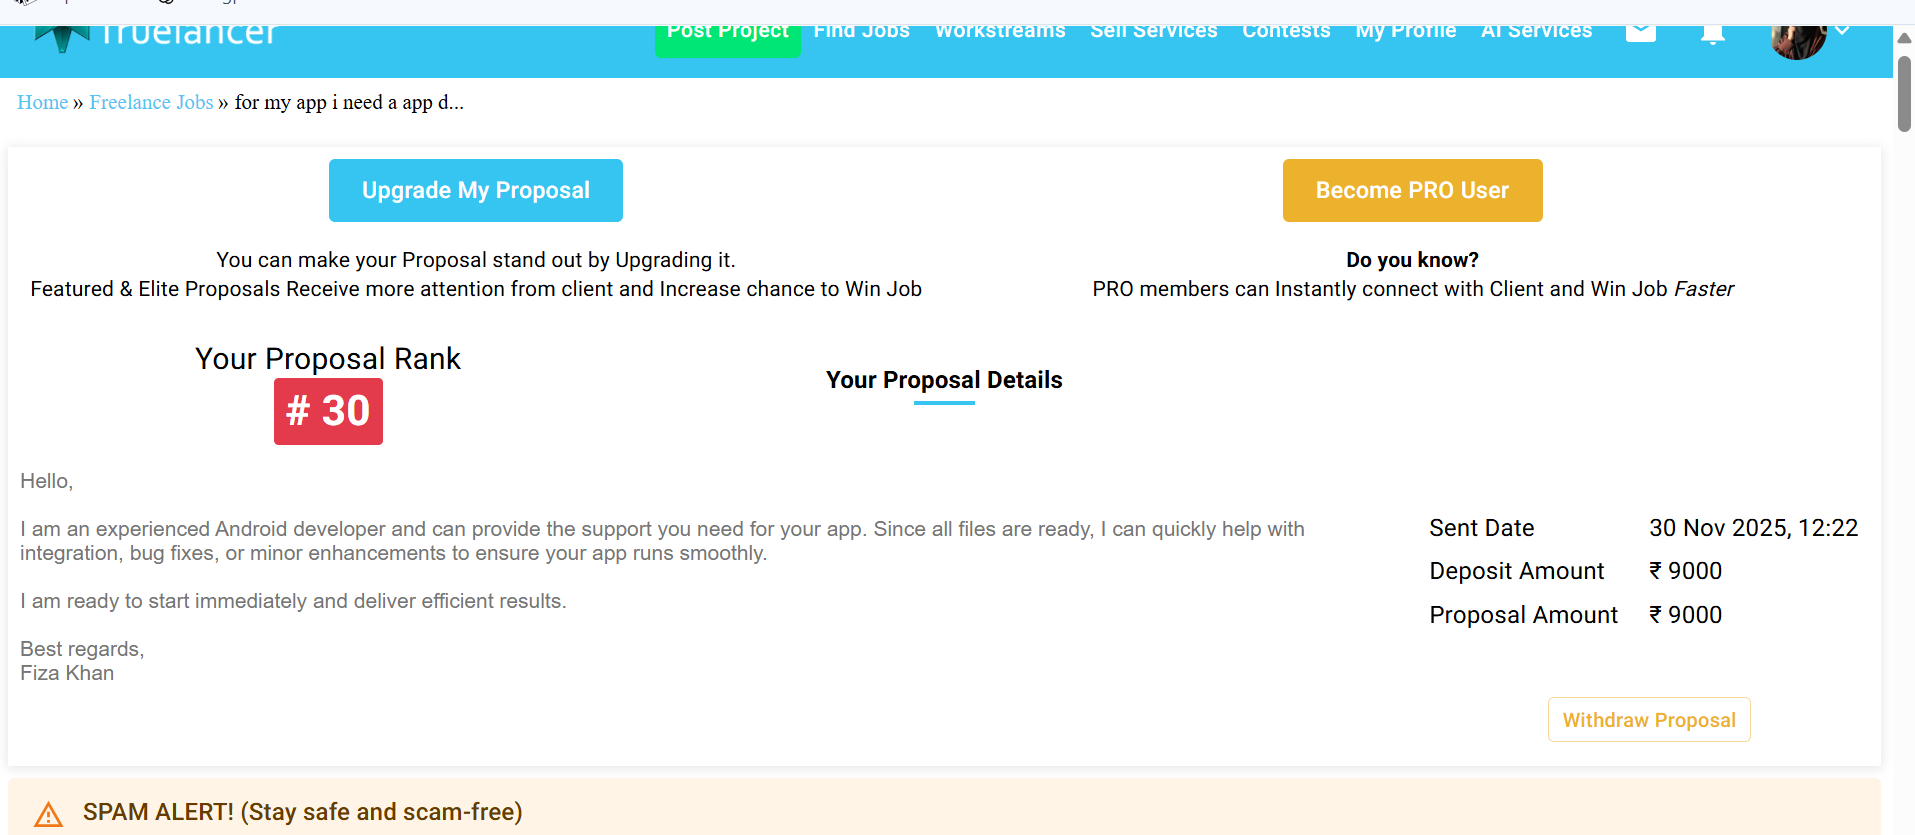 Truelancer
Post Project Find Jobs Workstreams Sell Services Contests My Profile AI Services
Home » Freelance Jobs » for my app i need a app d...
Upgrade My Proposal
You can make your Proposal stand out by Upgrading it.
Featured & Elite Proposals Receive more attention from client and Increase chance to Win Job
Become PRO User
Do you know?
PRO members can Instantly connect with Client and Win Job Faster
Your Proposal Rank
# 30
Your Proposal Details
Hello,
I am an experienced Android developer and can provide the support you need for your app. Since all files are ready, I can quickly help with
integration, bug fixes, or minor enhancements to ensure your app runs smoothly.
I am ready to start immediately and deliver efficient results.
Best regards,
Fiza Khan
Sent Date 30 Nov 2025, 12:22
Deposit Amount ₹ 9000
Proposal Amount ₹ 9000
Withdraw Proposal
SPAM ALERT! (Stay safe and scam-free)